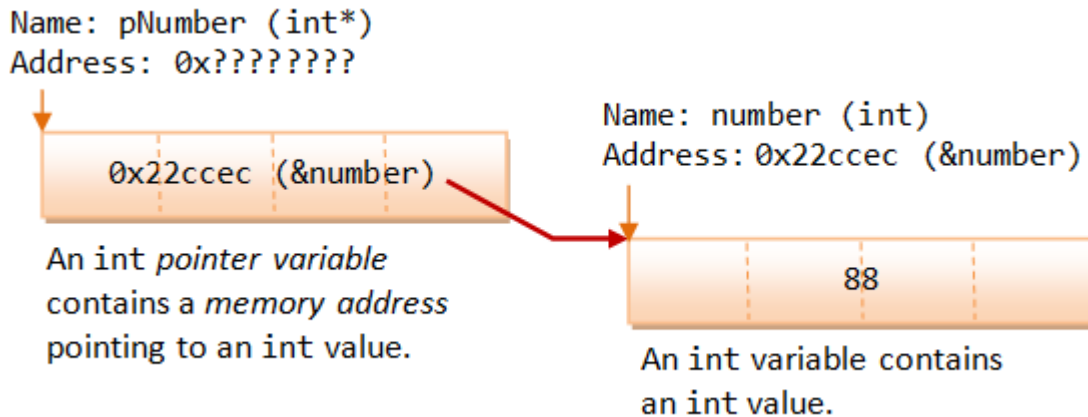 Name: pNumber (int*)
Address: 0x????????
0x22ccec (&number)
An int pointer variable
contains a memory address
pointing to an int value.
Name: number (int)
Address: 0x22ccec (&number)
88
An int variable contains
an int value.